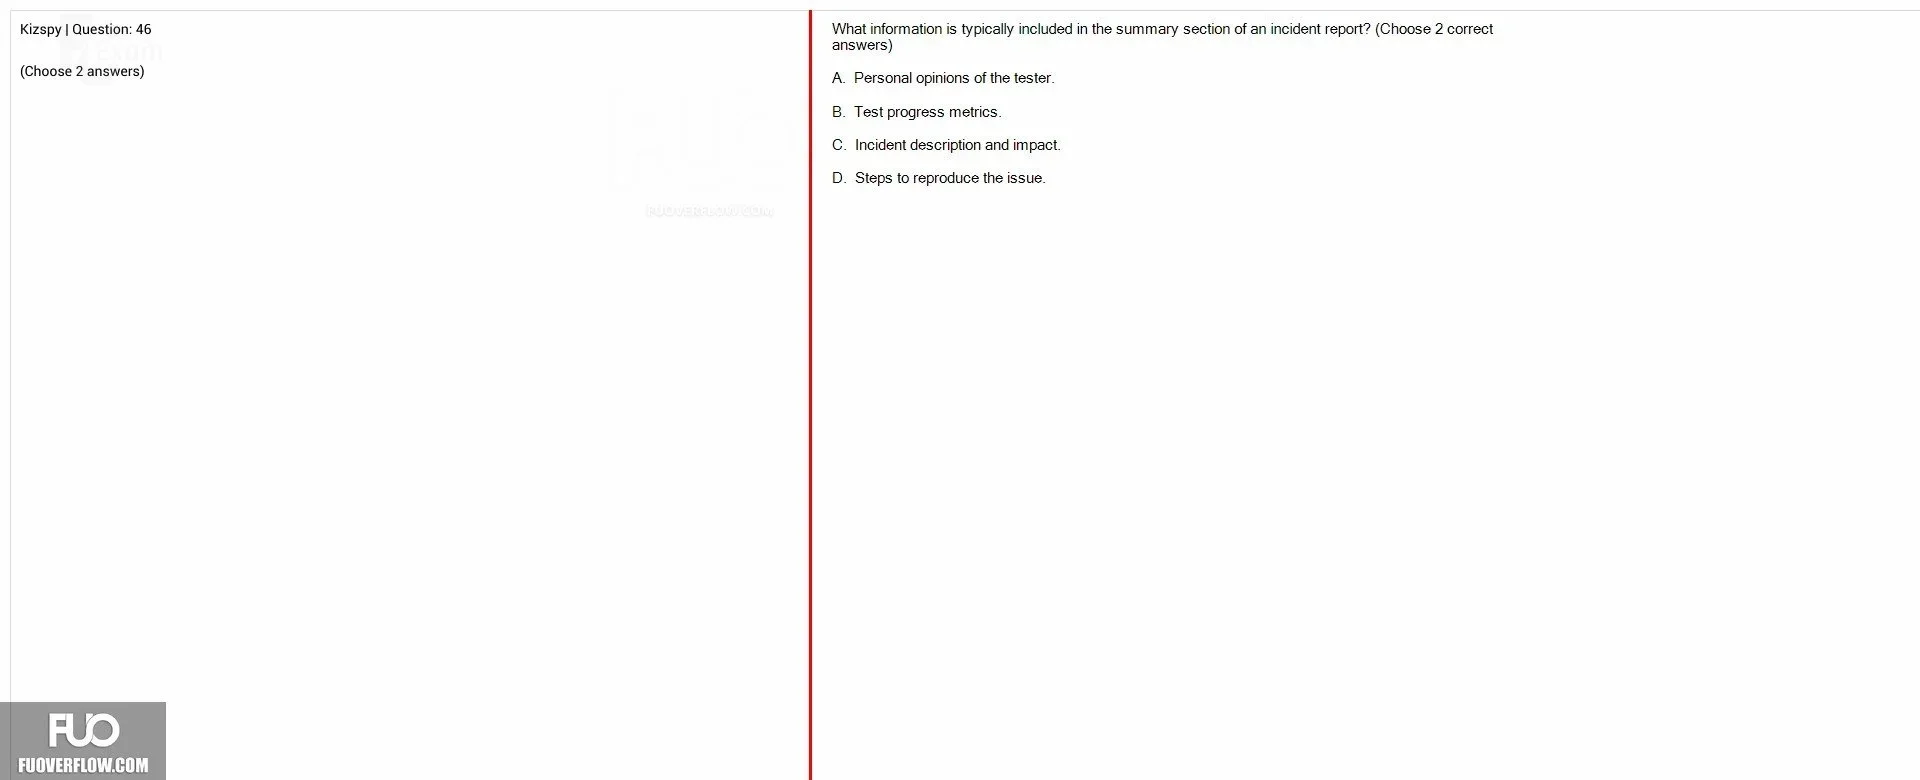 Kizspy | Question: 46
(Choose 2 answers)
What information is typically included in the summary section of an incident report? (Choose 2 correct
answers)
A. Personal opinions of the tester.
B. Test progress metrics.
C. Incident description and impact.
D. Steps to reproduce the issue.
FUOVERFLOW.COM
FUO
FUOVERFLOW.COM